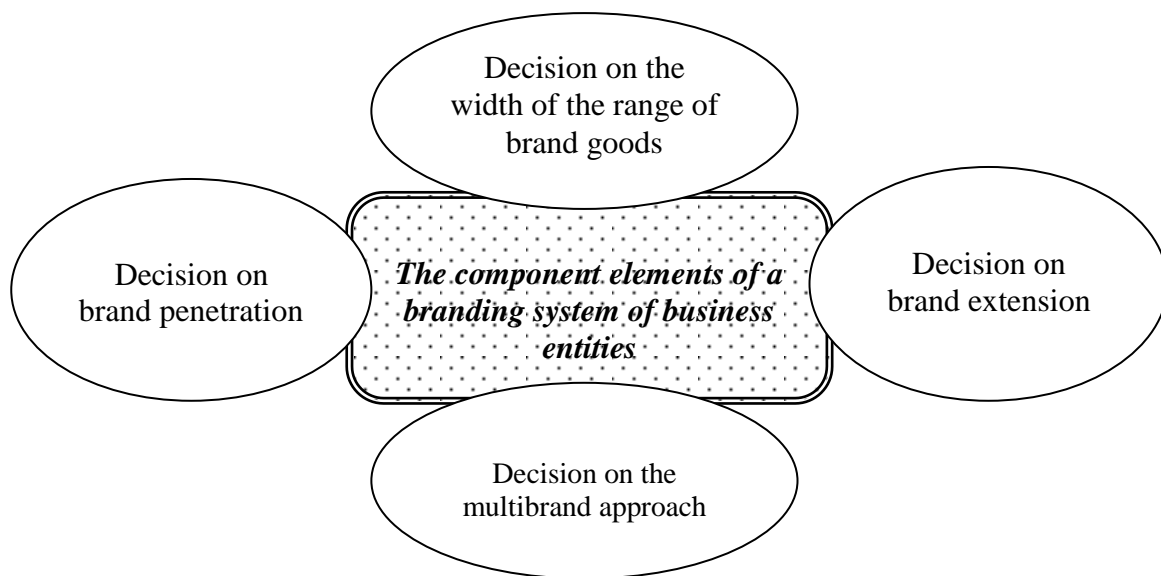 Decision on the
width of the range of
brand goods
Decision on
brand penetration
The component elements of a
branding system of business
entities
Decision on
brand extension
Decision on the
multibrand approach